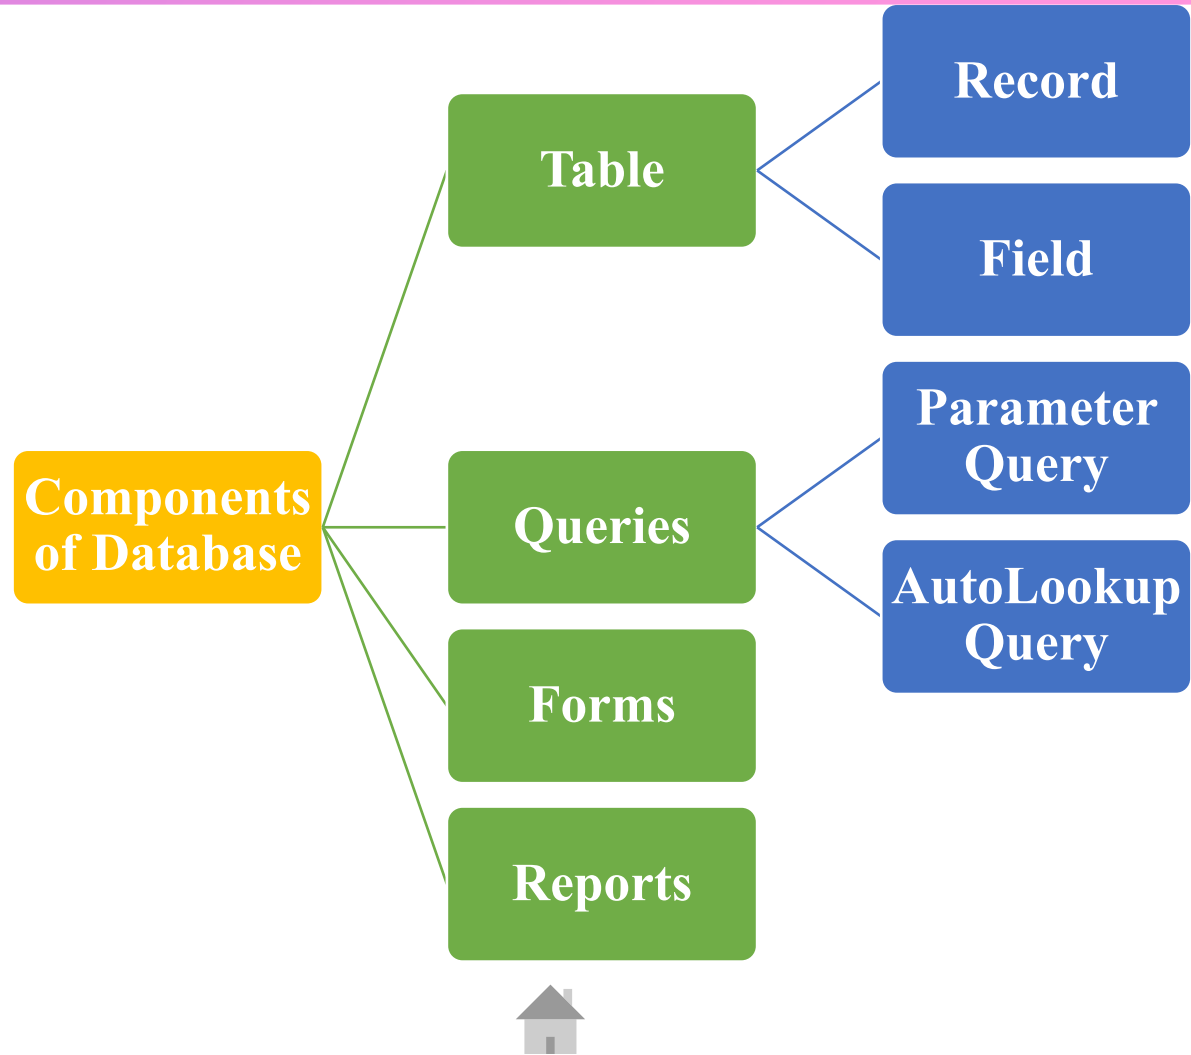 Components
of Database
Table
Record
Field
Queries
Parameter
Query
AutoLookup
Query
Forms
Reports